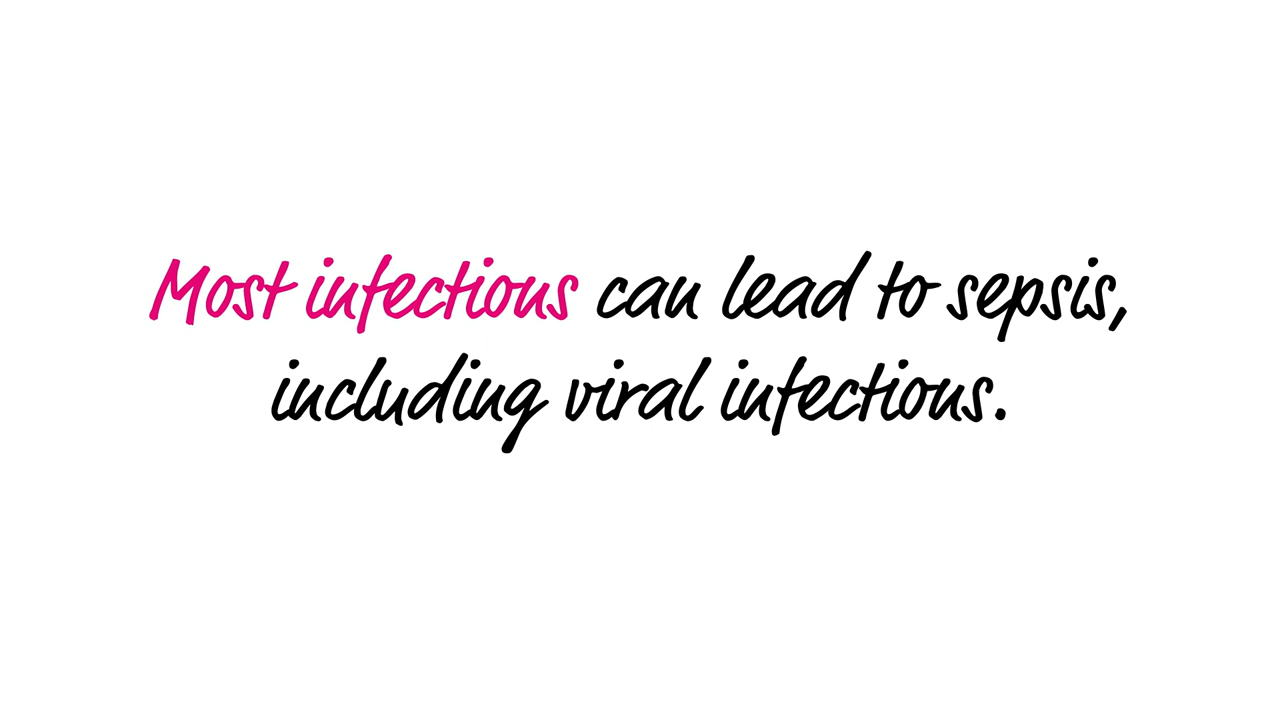 Most infections can lead to sepsis,
including viral infections.